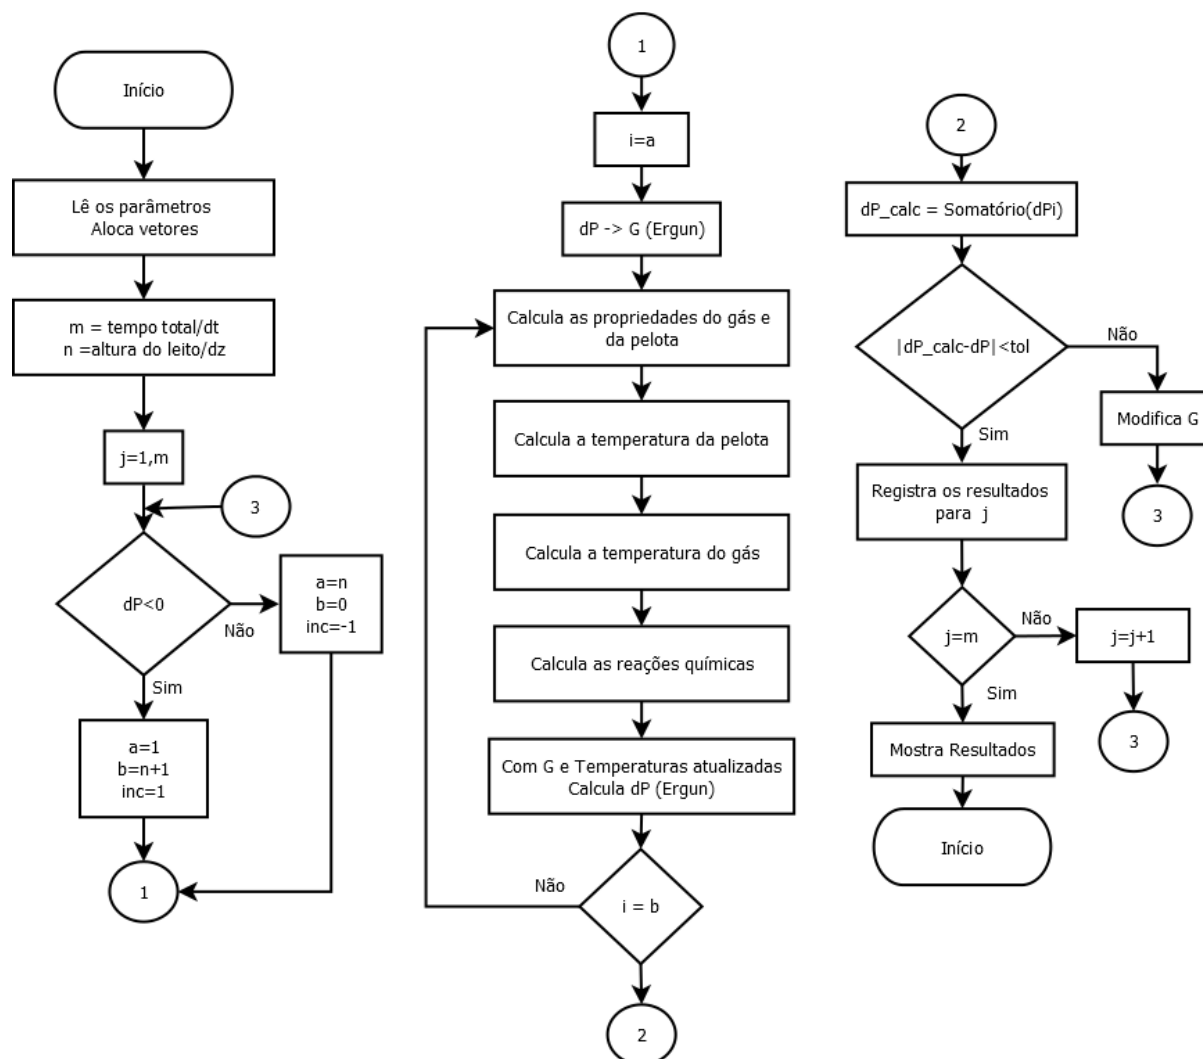 Início
Lê os parâmetros
Aloca vetores
m = tempo total/dt
n =altura do leito/dz
j=1,m
3
dP<0
Não
a=n
b=0
inc=-1
Sim
a=1
b=n+1
inc=1
1
1
i=a
dP -> G (Ergun)
Calcula as propriedades do gás e
da pelota
Calcula a temperatura da pelota
Calcula a temperatura do gás
Calcula as reações químicas
Com G e Temperaturas atualizadas
Calcula dP (Ergun)
Não
i = b
2
2
dP_calc = Somatório(dPi)
|dP_calc-dP|<tol
Não
Modifica G
3
Sim
Registra os resultados
para j
j=m
Não
j=j+1
3
Sim
Mostra Resultados
Início